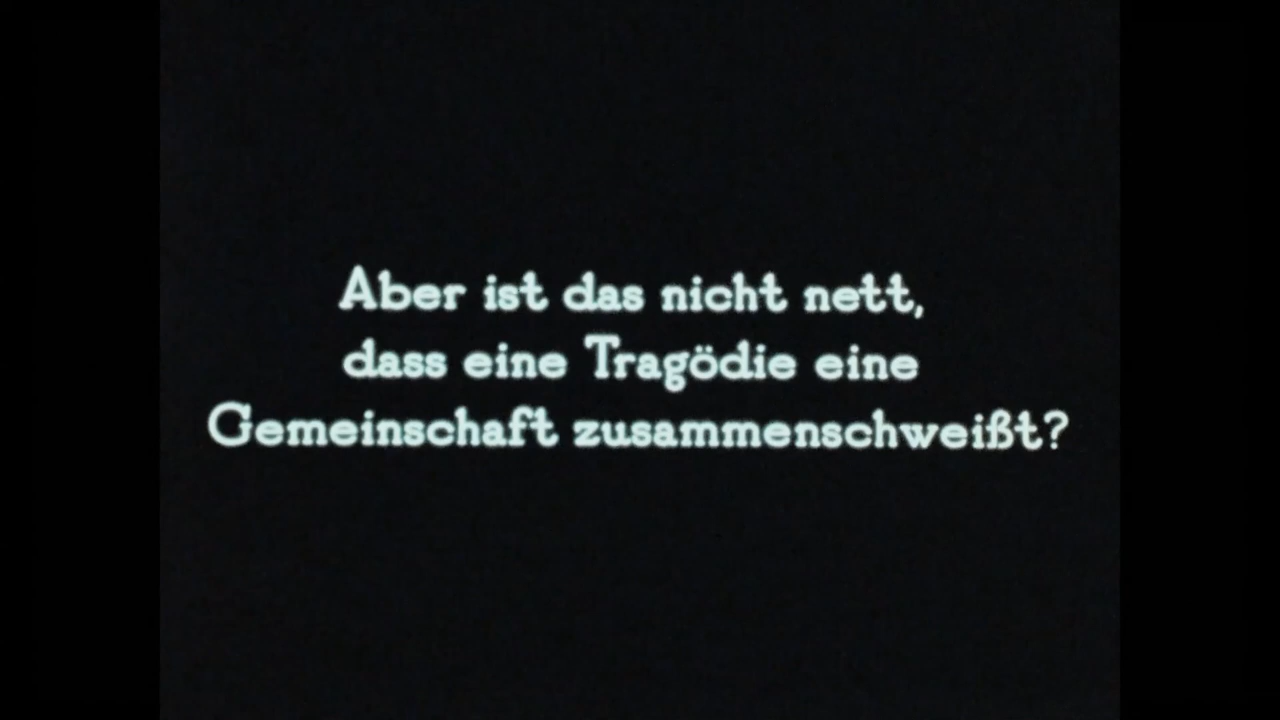 Aber ist das nicht nett,
dass eine Tragödie eine
Gemeinschaft zusammenschweißt?